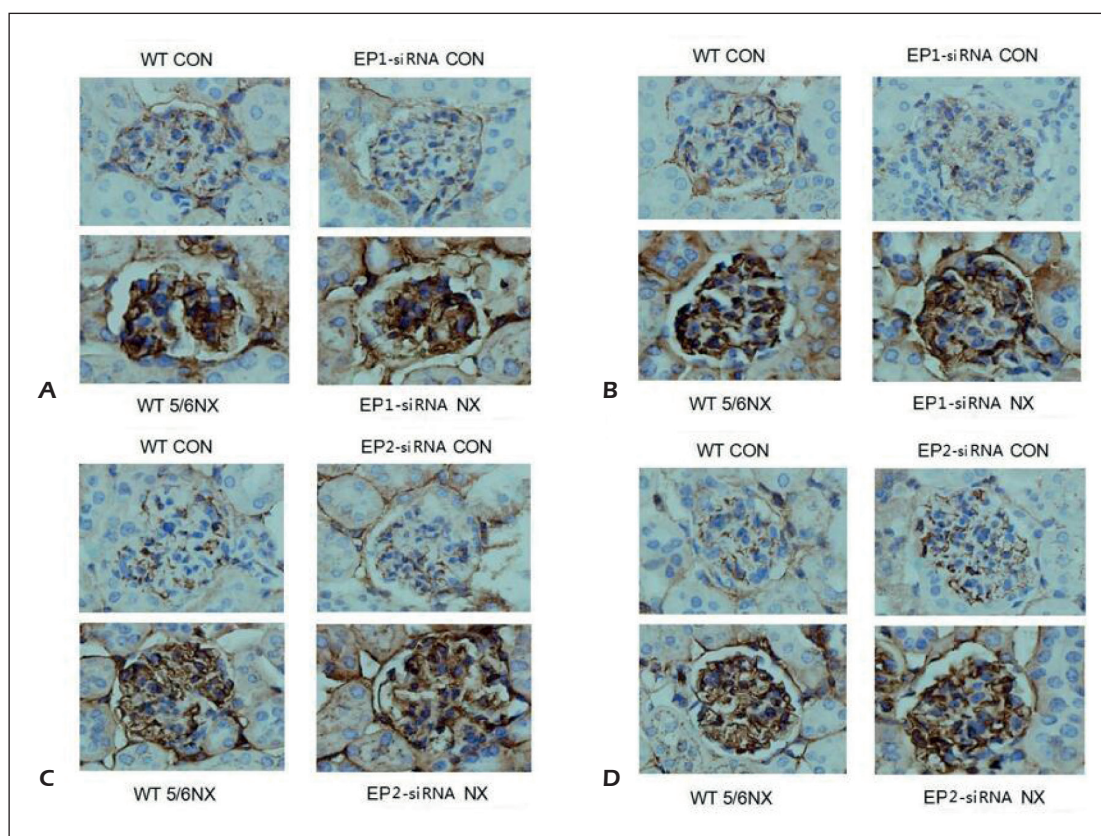 WT CON EP1-siRNA CON WT CON EP1-siRNA CON
A B
WT 5/6NX EP1-siRNA NX WT 5/6NX EP1-siRNA NX
WT CON EP2-siRNA CON WT CON EP2-siRNA CON
C D
WT 5/6NX EP2-siRNA NX WT 5/6NX EP2-siRNA NX